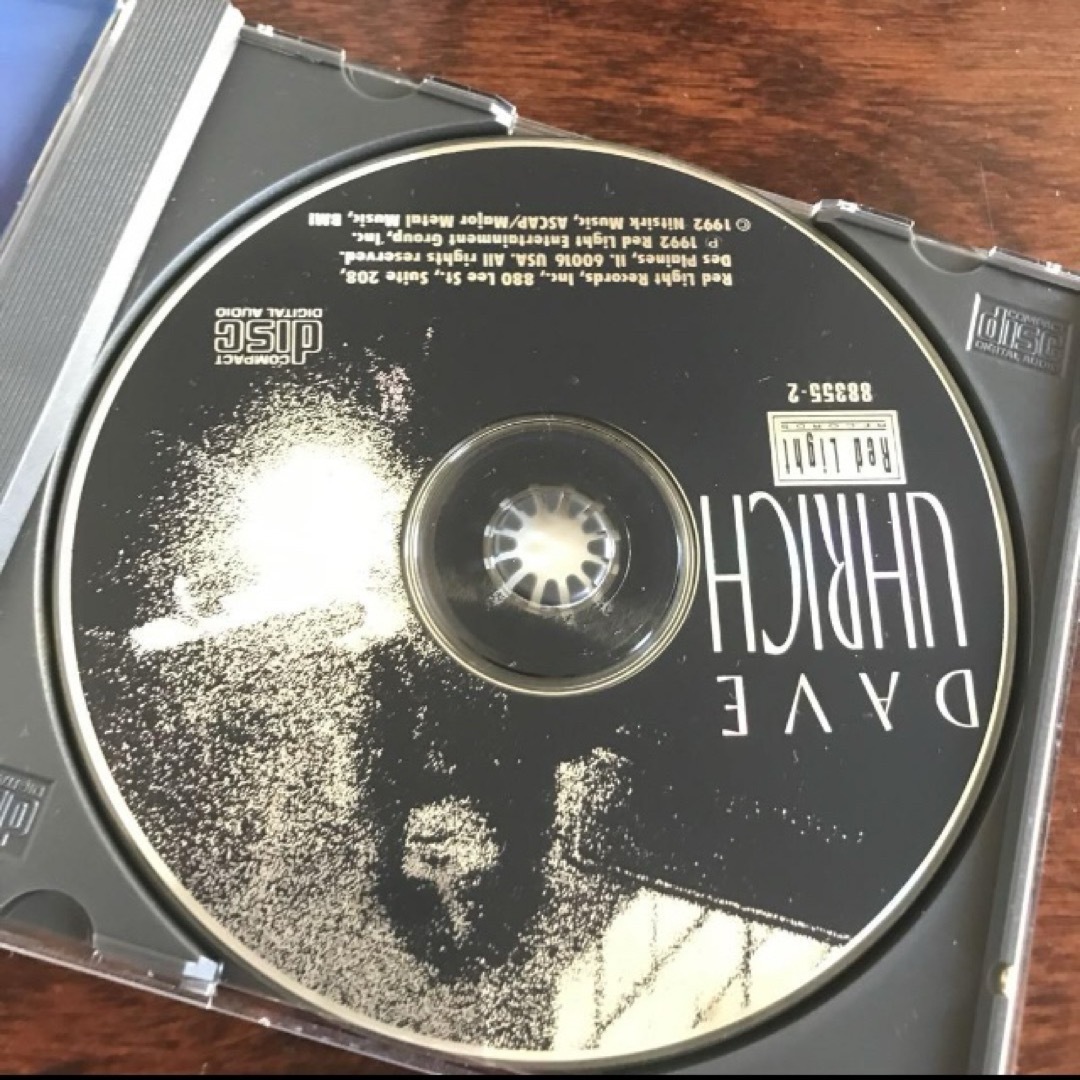 DAVE
UHRICH
Red Light
RECORDS
88355-2
Red Light Records, Inc., 880 Lee St., Suite 208,
Des Plaines, Il. 60016 USA. All rights reserved.
℗ 1992 Red Light Entertainment Group, Inc.
© 1992 Nitsirk Music, ASCAP/Major Metal Music, BMI
COMPACT
disc
DIGITAL AUDIO
COMPACT
disc
DIGITAL AUDIO